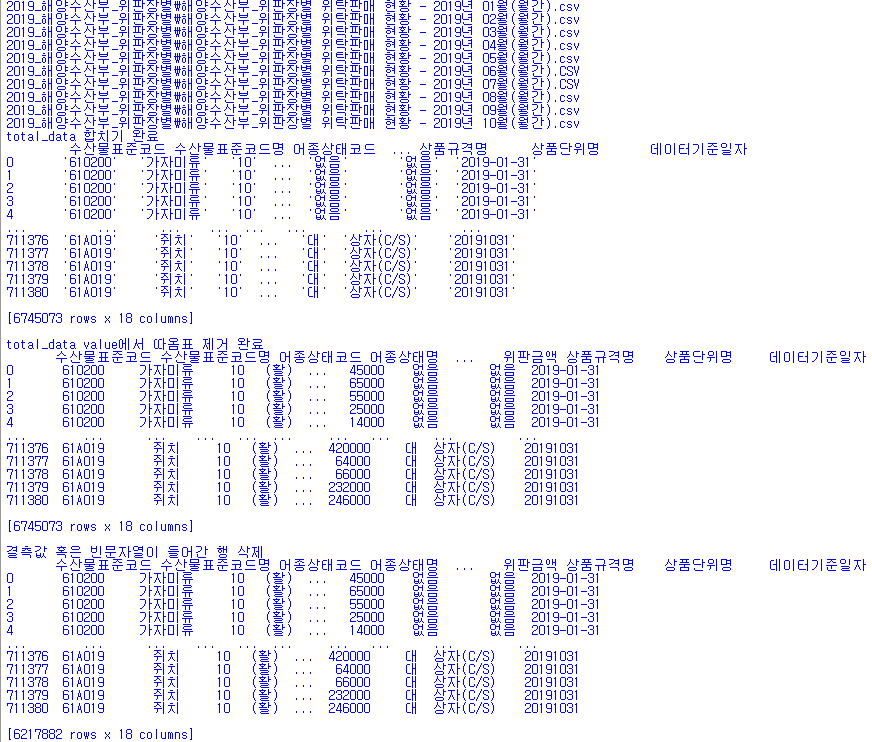 2019_해양수산부_위판장별#해양수산부_위판장별 위탁판매 현황 - 2019년 01월(월간).csv
2019_해양수산부_위판장별#해양수산부_위판장별 위탁판매 현황 - 2019년 02월(월간).csv
2019_해양수산부_위판장별#해양수산부_위판장별 위탁판매 현황 - 2019년 03월(월간).csv
2019_해양수산부_위판장별#해양수산부_위판장별 위탁판매 현황 - 2019년 04월(월간).csv
2019_해양수산부_위판장별#해양수산부_위판장별 위탁판매 현황 - 2019년 05월(월간).csv
2019_해양수산부_위판장별#해양수산부_위판장별 위탁판매 현황 - 2019년 06월(월간).CSV
2019_해양수산부_위판장별#해양수산부_위판장별 위탁판매 현황 - 2019년 07월(월간).CSV
2019_해양수산부_위판장별#해양수산부_위판장별 위탁판매 현황 - 2019년 08월(월간).csv
2019_해양수산부_위판장별#해양수산부_위판장별 위탁판매 현황 - 2019년 09월(월간).csv
2019_해양수산부_위판장별#해양수산부_위판장별 위탁판매 현황 - 2019년 10월(월간).csv
total_data 합치기 완료
수산물표준코드 수산물표준코드명 어종상태코드 ... 상품규격명 상품단위명 데이터기준일자
0 '610200' '가자미류' '10' ... '없음' '없음' '2019-01-31'
1 '610200' '가자미류' '10' ... '없음' '없음' '2019-01-31'
2 '610200' '가자미류' '10' ... '없음' '없음' '2019-01-31'
3 '610200' '가자미류' '10' ... '없음' '없음' '2019-01-31'
4 '610200' '가자미류' '10' ... '없음' '없음' '2019-01-31'
... ... ... ... ... ... ... ...
711376 '61A019' '쥐치' '10' ... '대' '상자(C/S)' '20191031'
711377 '61A019' '쥐치' '10' ... '대' '상자(C/S)' '20191031'
711378 '61A019' '쥐치' '10' ... '대' '상자(C/S)' '20191031'
711379 '61A019' '쥐치' '10' ... '대' '상자(C/S)' '20191031'
711380 '61A019' '쥐치' '10' ... '대' '상자(C/S)' '20191031'
[6745073 rows x 18 columns]
total_data value에서 따옴표 제거 완료
수산물표준코드 수산물표준코드명 어종상태코드 어종상태명 ... 위판금액 상품규격명 상품단위명 데이터기준일자
0 610200 가자미류 10 (활) ... 45000 없음 없음 2019-01-31
1 610200 가자미류 10 (활) ... 65000 없음 없음 2019-01-31
2 610200 가자미류 10 (활) ... 55000 없음 없음 2019-01-31
3 610200 가자미류 10 (활) ... 25000 없음 없음 2019-01-31
4 610200 가자미류 10 (활) ... 14000 없음 없음 2019-01-31
... ... ... ... ... ... ... ... ... ...
711376 61A019 쥐치 10 (활) ... 420000 대 상자(C/S) 20191031
711377 61A019 쥐치 10 (활) ... 64000 대 상자(C/S) 20191031
711378 61A019 쥐치 10 (활) ... 66000 대 상자(C/S) 20191031
711379 61A019 쥐치 10 (활) ... 232000 대 상자(C/S) 20191031
711380 61A019 쥐치 10 (활) ... 246000 대 상자(C/S) 20191031
[6745073 rows x 18 columns]
결측값 혹은 빈문자열이 들어간 행 삭제
수산물표준코드 수산물표준코드명 어종상태코드 어종상태명 ... 위판금액 상품규격명 상품단위명 데이터기준일자
0 610200 가자미류 10 (활) ... 45000 없음 없음 2019-01-31
1 610200 가자미류 10 (활) ... 65000 없음 없음 2019-01-31
2 610200 가자미류 10 (활) ... 55000 없음 없음 2019-01-31
3 610200 가자미류 10 (활) ... 25000 없음 없음 2019-01-31
4 610200 가자미류 10 (활) ... 14000 없음 없음 2019-01-31
... ... ... ... ... ... ... ... ... ...
711376 61A019 쥐치 10 (활) ... 420000 대 상자(C/S) 20191031
711377 61A019 쥐치 10 (활) ... 64000 대 상자(C/S) 20191031
711378 61A019 쥐치 10 (활) ... 66000 대 상자(C/S) 20191031
711379 61A019 쥐치 10 (활) ... 232000 대 상자(C/S) 20191031
711380 61A019 쥐치 10 (활) ... 246000 대 상자(C/S) 20191031
[6217882 rows x 18 columns]